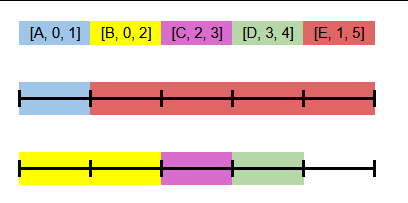 [A, 0, 1] [B, 0, 2] [C, 2, 3] [D, 3, 4] [E, 1, 5]